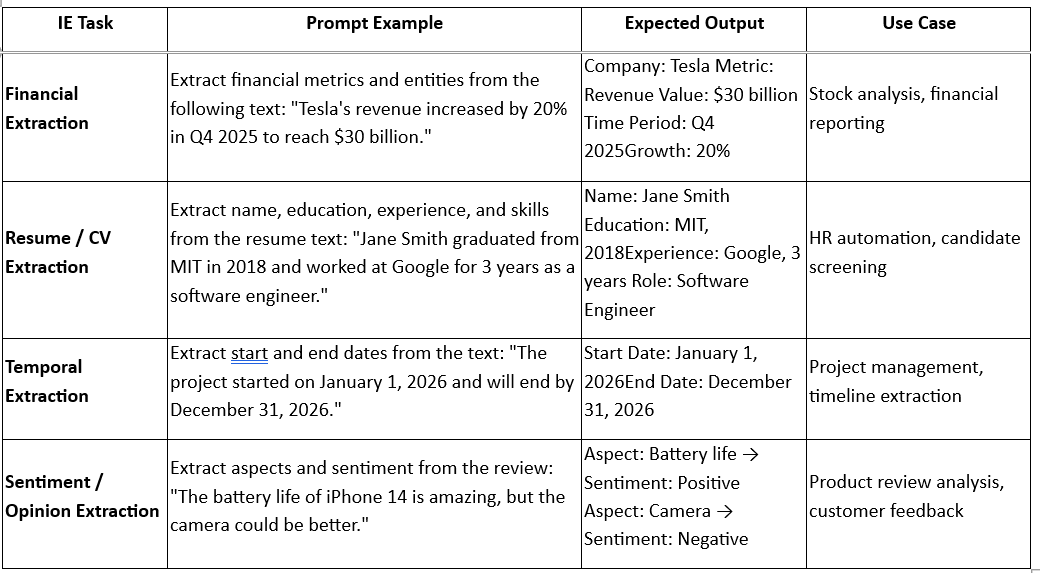 IE Task
Prompt Example
Expected Output
Use Case
Financial
Extraction
Extract financial metrics and entities from the
following text: "Tesla's revenue increased by 20%
in Q4 2025 to reach $30 billion."
Company: Tesla Metric:
Revenue Value: $30 billion
Time Period: Q4
2025Growth: 20%
Stock analysis, financial
reporting
Resume / CV
Extraction
Extract name, education, experience, and skills
from the resume text: "Jane Smith graduated from
MIT in 2018 and worked at Google for 3 years as a
software engineer."
Name: Jane Smith
Education: MIT,
2018Experience: Google, 3
years Role: Software
Engineer
HR automation, candidate
screening
Temporal
Extraction
Extract start and end dates from the text: "The
project started on January 1, 2026 and will end by
December 31, 2026."
Start Date: January 1,
2026End Date: December
31, 2026
Project management,
timeline extraction
Sentiment /
Opinion Extraction
Extract aspects and sentiment from the review:
"The battery life of iPhone 14 is amazing, but the
camera could be better."
Aspect: Battery life →
Sentiment: Positive
Aspect: Camera →
Sentiment: Negative
Product review analysis,
customer feedback